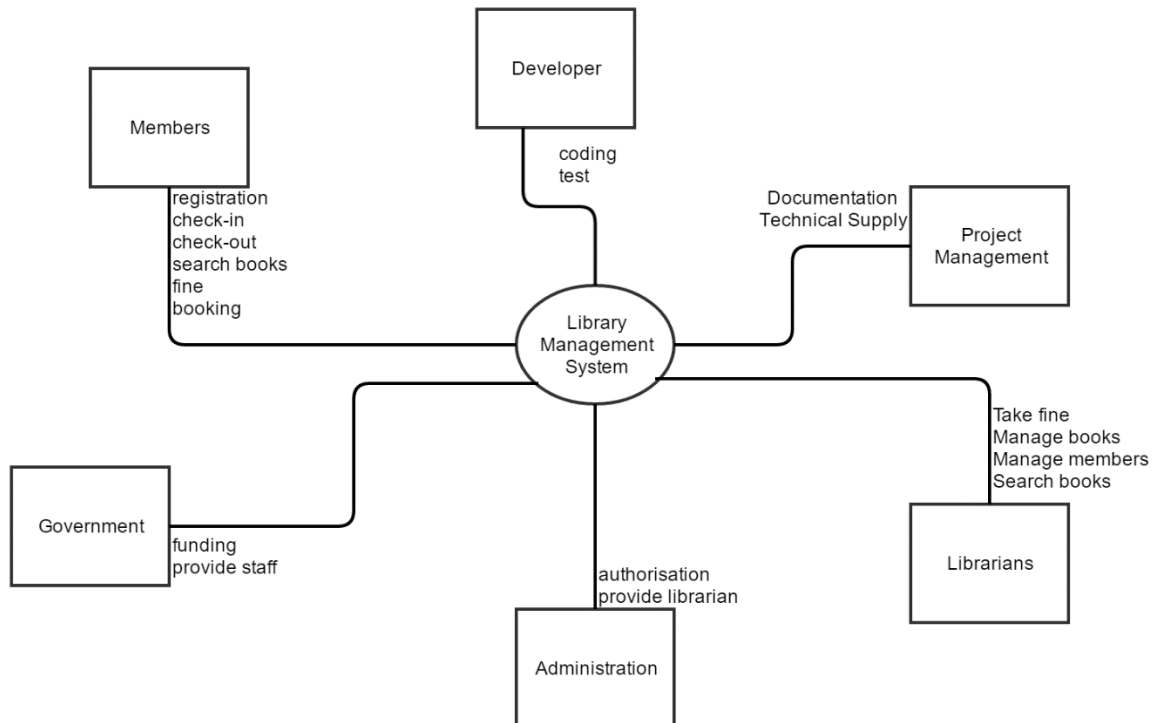 Developer
Members
coding
test
registration
check-in
check-out
search books
fine
booking
Documentation
Technical Supply
Project
Management
Library
Management
System
Take fine
Manage books
Manage members
Search books
Government
funding
provide staff
Librarians
authorisation
provide librarian
Administration